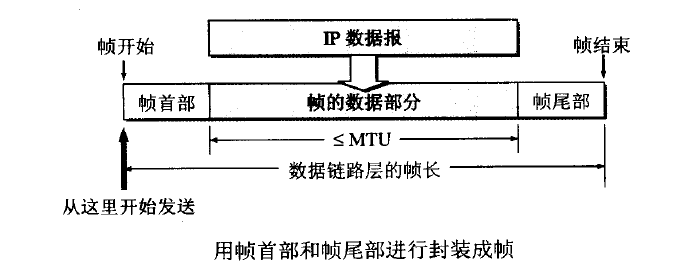 IP 数据报
帧开始
帧结束
帧首部
帧的数据部分
帧尾部
≤ MTU
数据链路层的帧长
从这里开始发送
用帧首部和帧尾部进行封装成帧